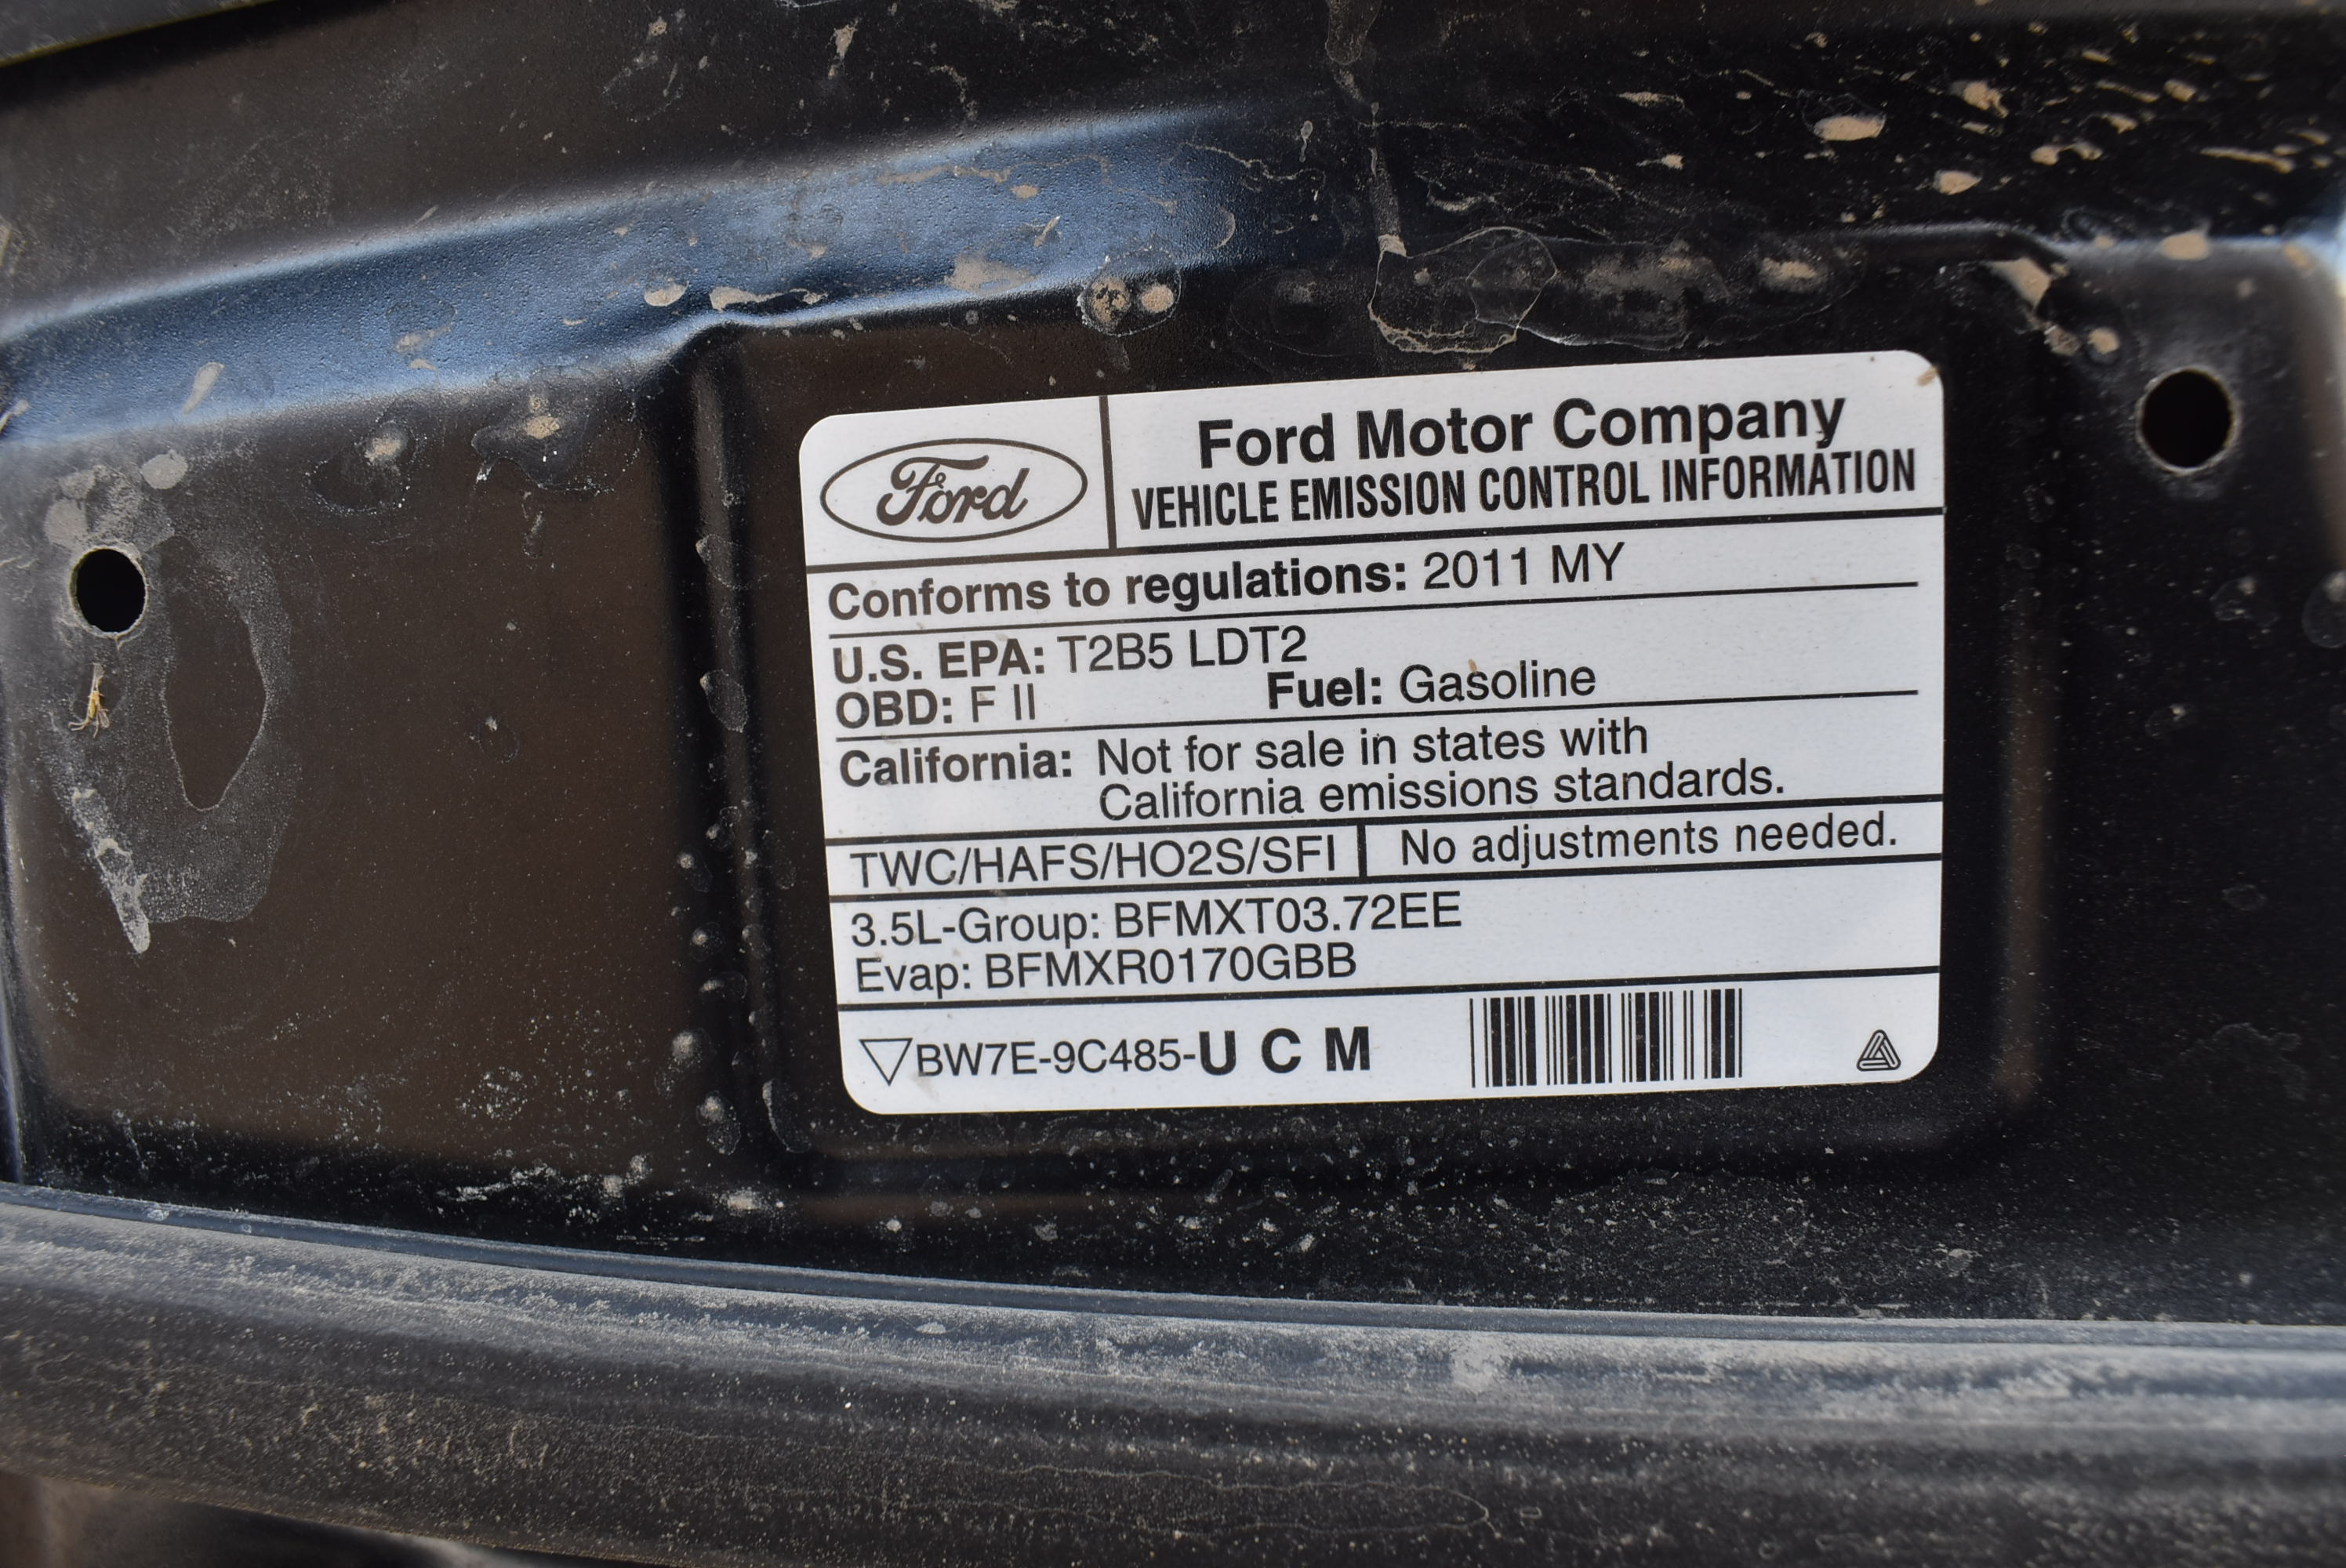 Ford
Ford Motor Company
VEHICLE EMISSION CONTROL INFORMATION
Conforms to regulations: 2011 MY
U.S. EPA: T2B5 LDT2
OBD: F II Fuel: Gasoline
California: Not for sale in states with
California emissions standards.
TWC/HAFS/HO2S/SFI No adjustments needed.
3.5L-Group: BFMXT03.72EE
Evap: BFMXR0170GBB
BW7E-9C485-U C M